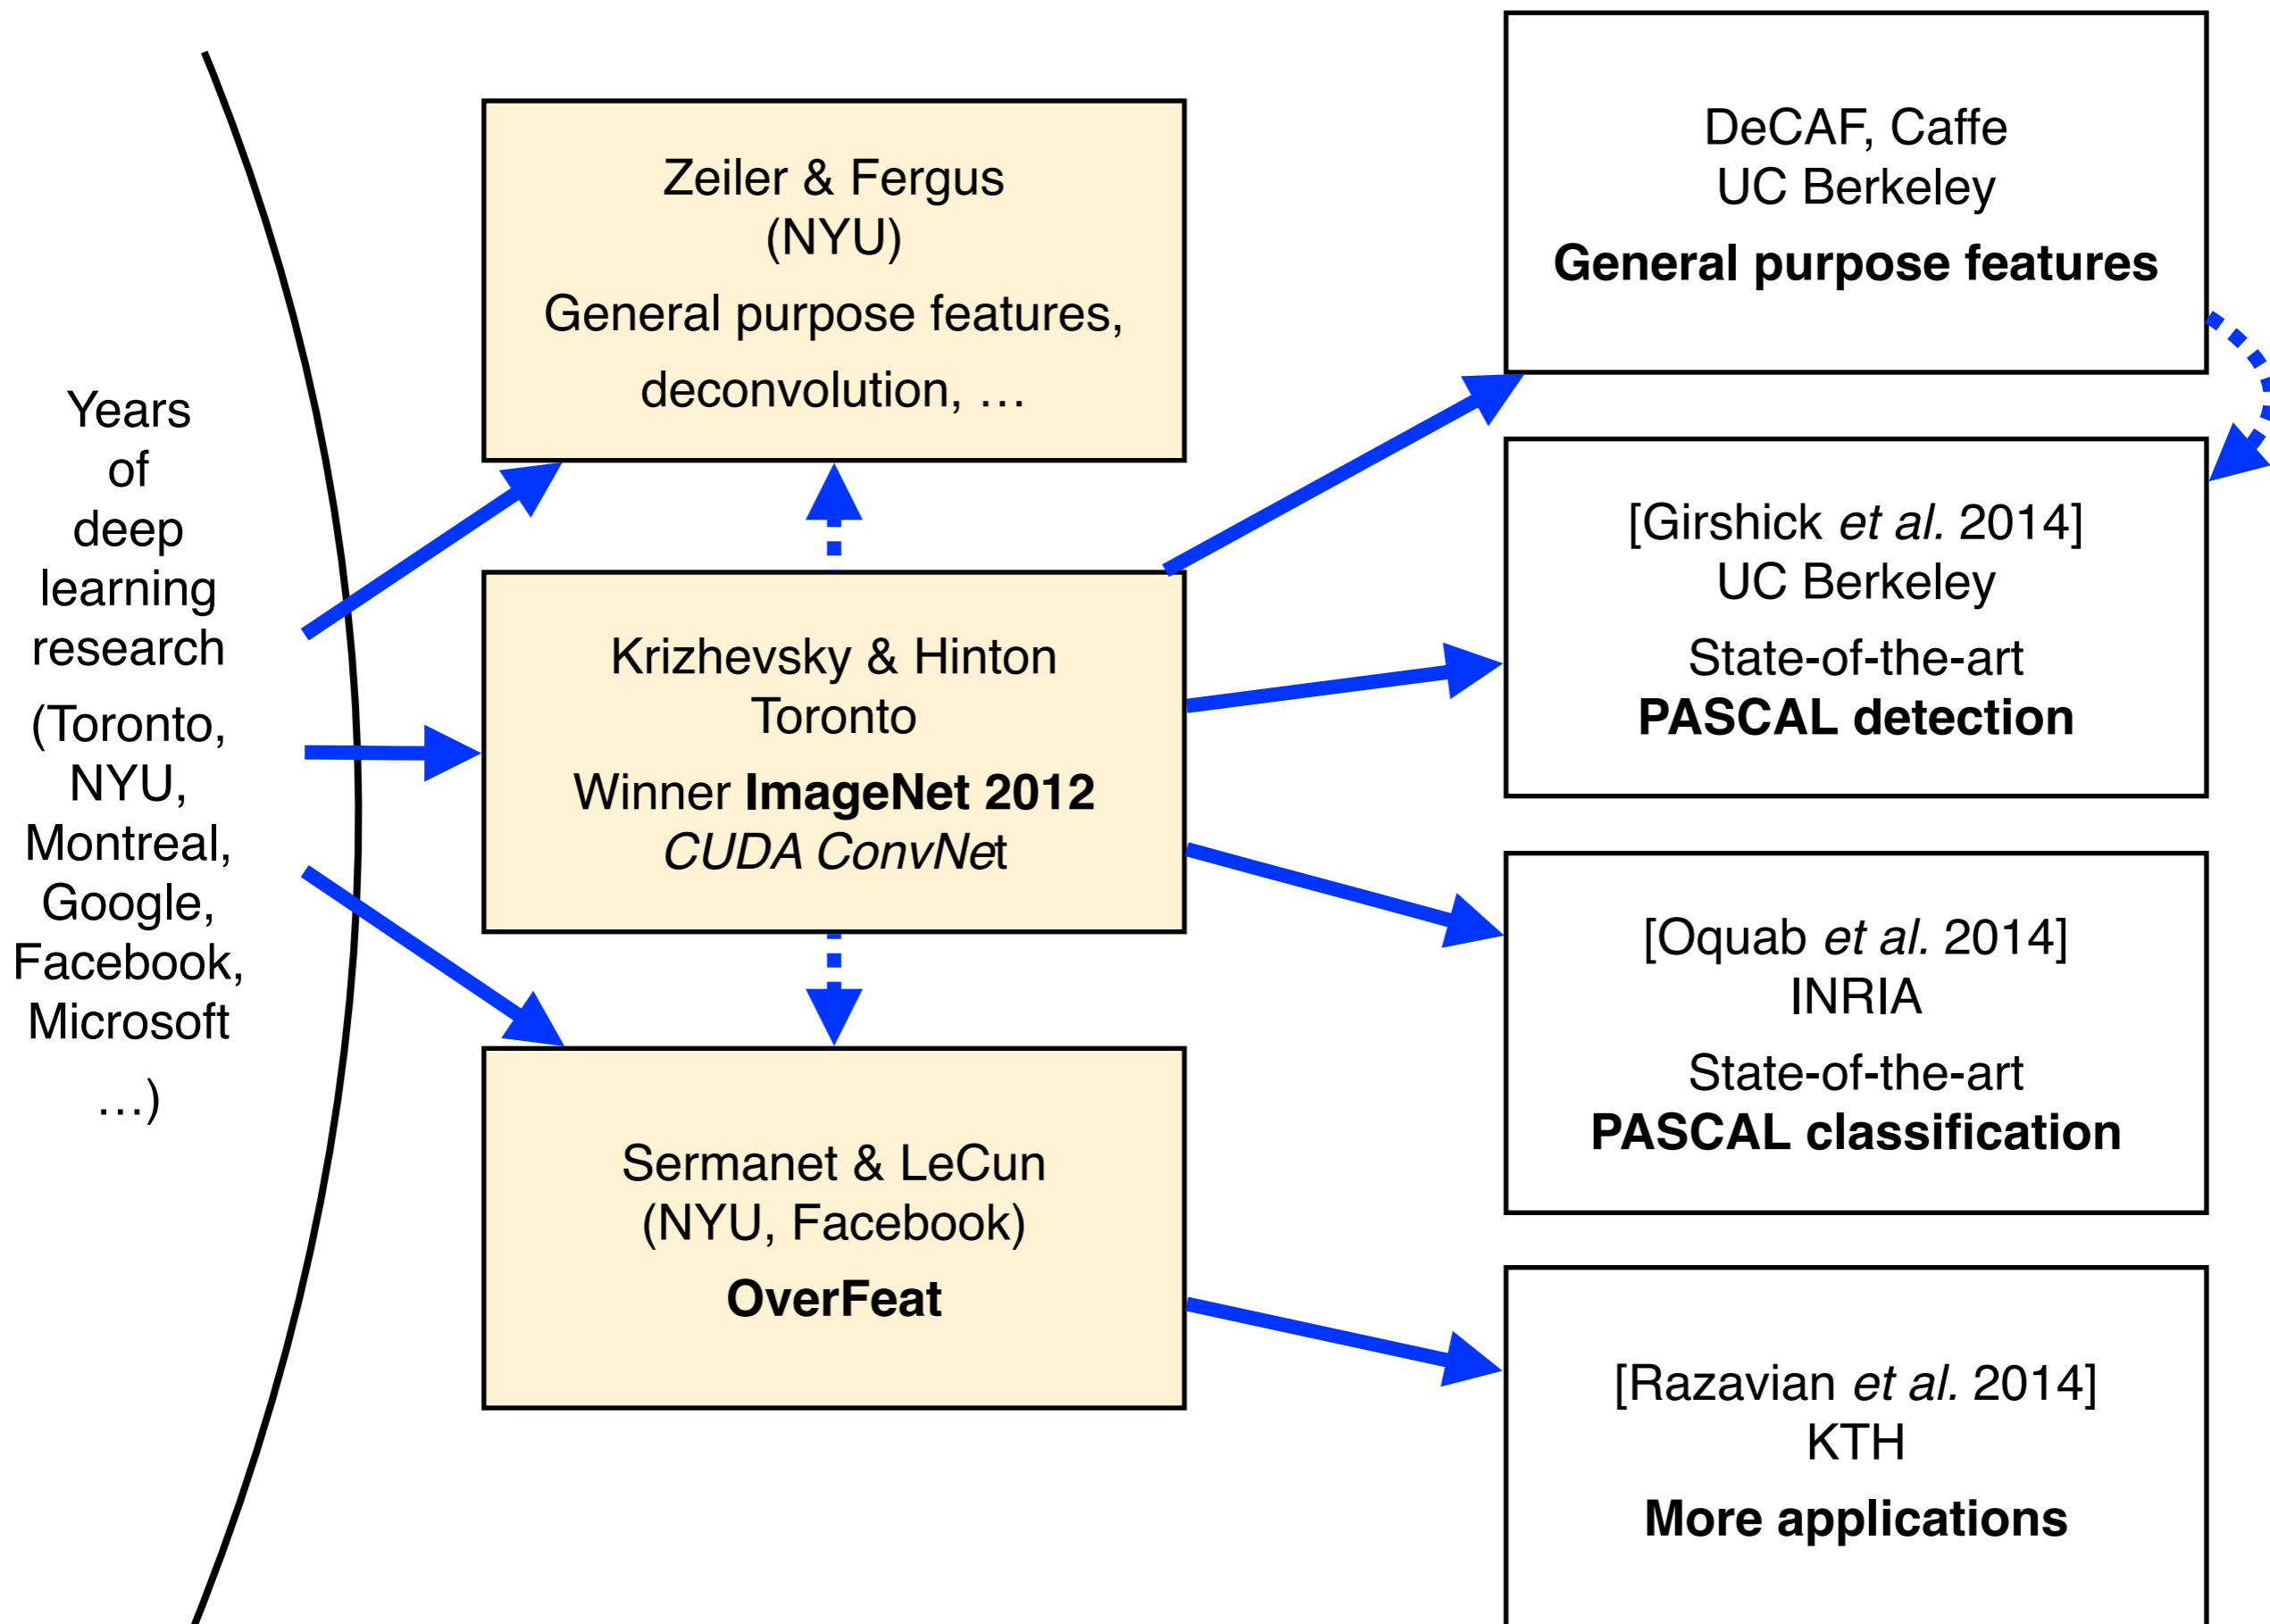 Years
of
deep
learning
research
(Toronto,
NYU,
Montreal,
Google,
Facebook,
Microsoft
…)
Zeiler & Fergus
(NYU)
General purpose features,
deconvolution, …
Krizhevsky & Hinton
Toronto
Winner ImageNet 2012
CUDA ConvNet
Sermanet & LeCun
(NYU, Facebook)
OverFeat
DeCAF, Caffe
UC Berkeley
General purpose features
[Girshick et al. 2014]
UC Berkeley
State-of-the-art
PASCAL detection
[Oquab et al. 2014]
INRIA
State-of-the-art
PASCAL classification
[Razavian et al. 2014]
KTH
More applications